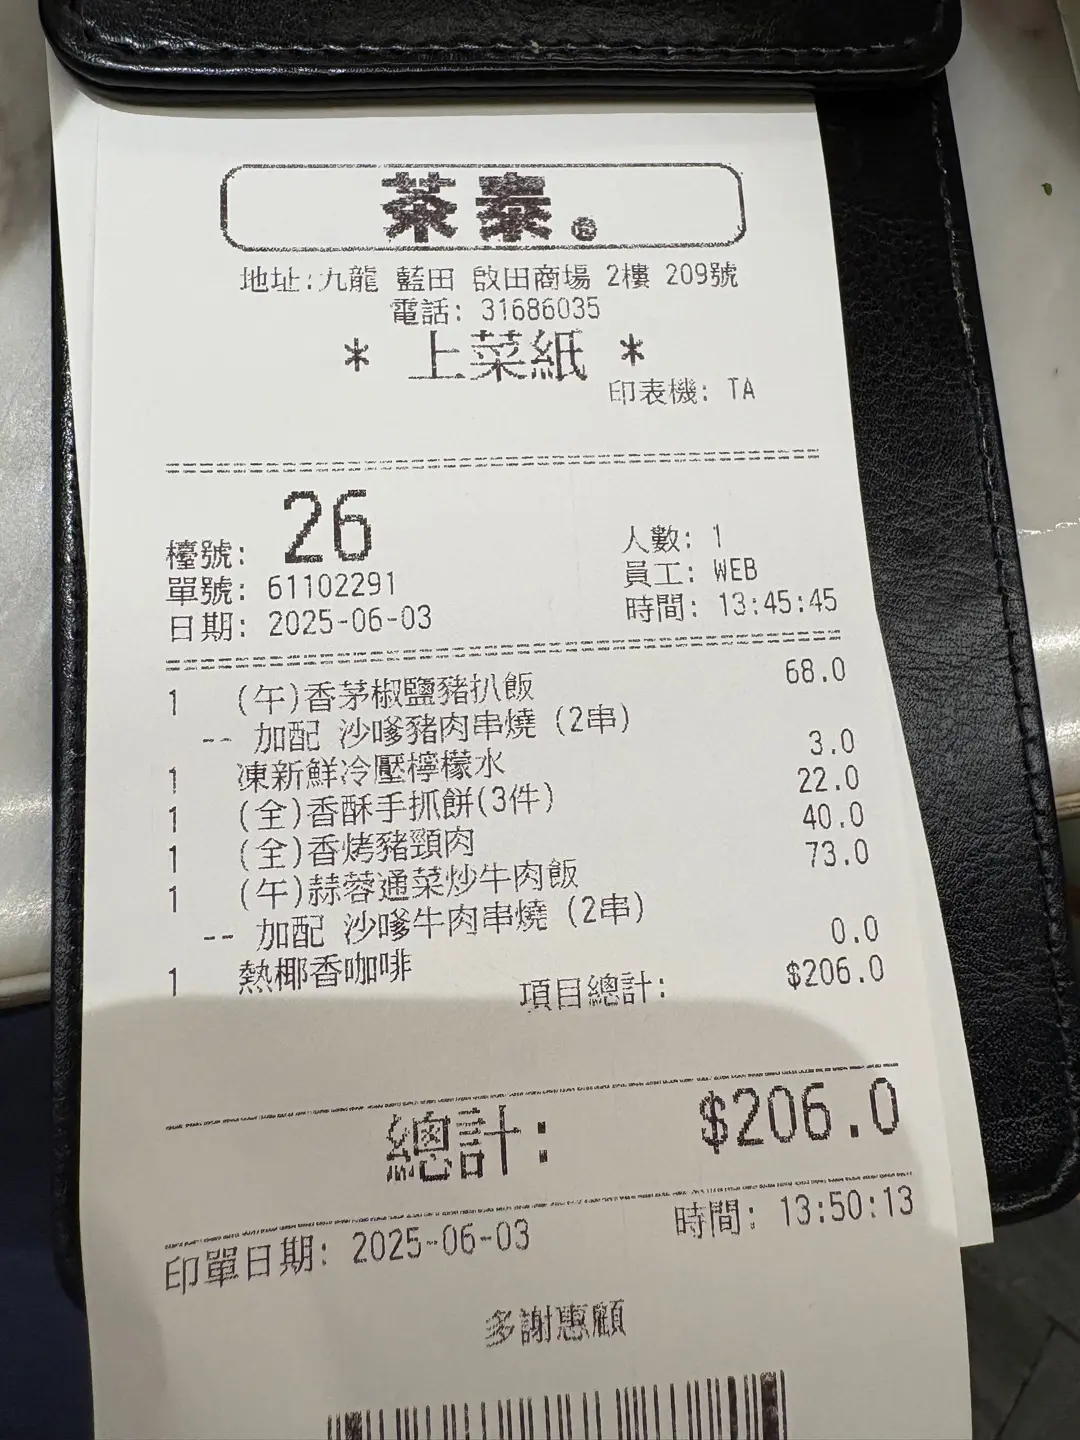 茶泰。
地址:九龍 藍田 啟田商場 2樓 209號
電話: 31686035
* 上菜紙 *
印表機: TA
檯號: 26
人數: 1
單號: 61102291
員工: WEB
日期: 2025-06-03
時間: 13:45:45
1 (午)香茅椒鹽豬扒飯 68.0
-- 加配 沙嗲豬肉串燒 (2串)
1 凍新鮮冷壓檸檬水 3.0
1 (全)香酥手抓餅(3件) 22.0
1 (全)香烤豬頸肉 40.0
1 (午)蒜蓉通菜炒牛肉飯 73.0
-- 加配 沙嗲牛肉串燒 (2串)
1 熱椰香咖啡 0.0
項目總計: $206.0
總計: $206.0
印單日期: 2025-06-03 時間: 13:50:13
多謝惠顧